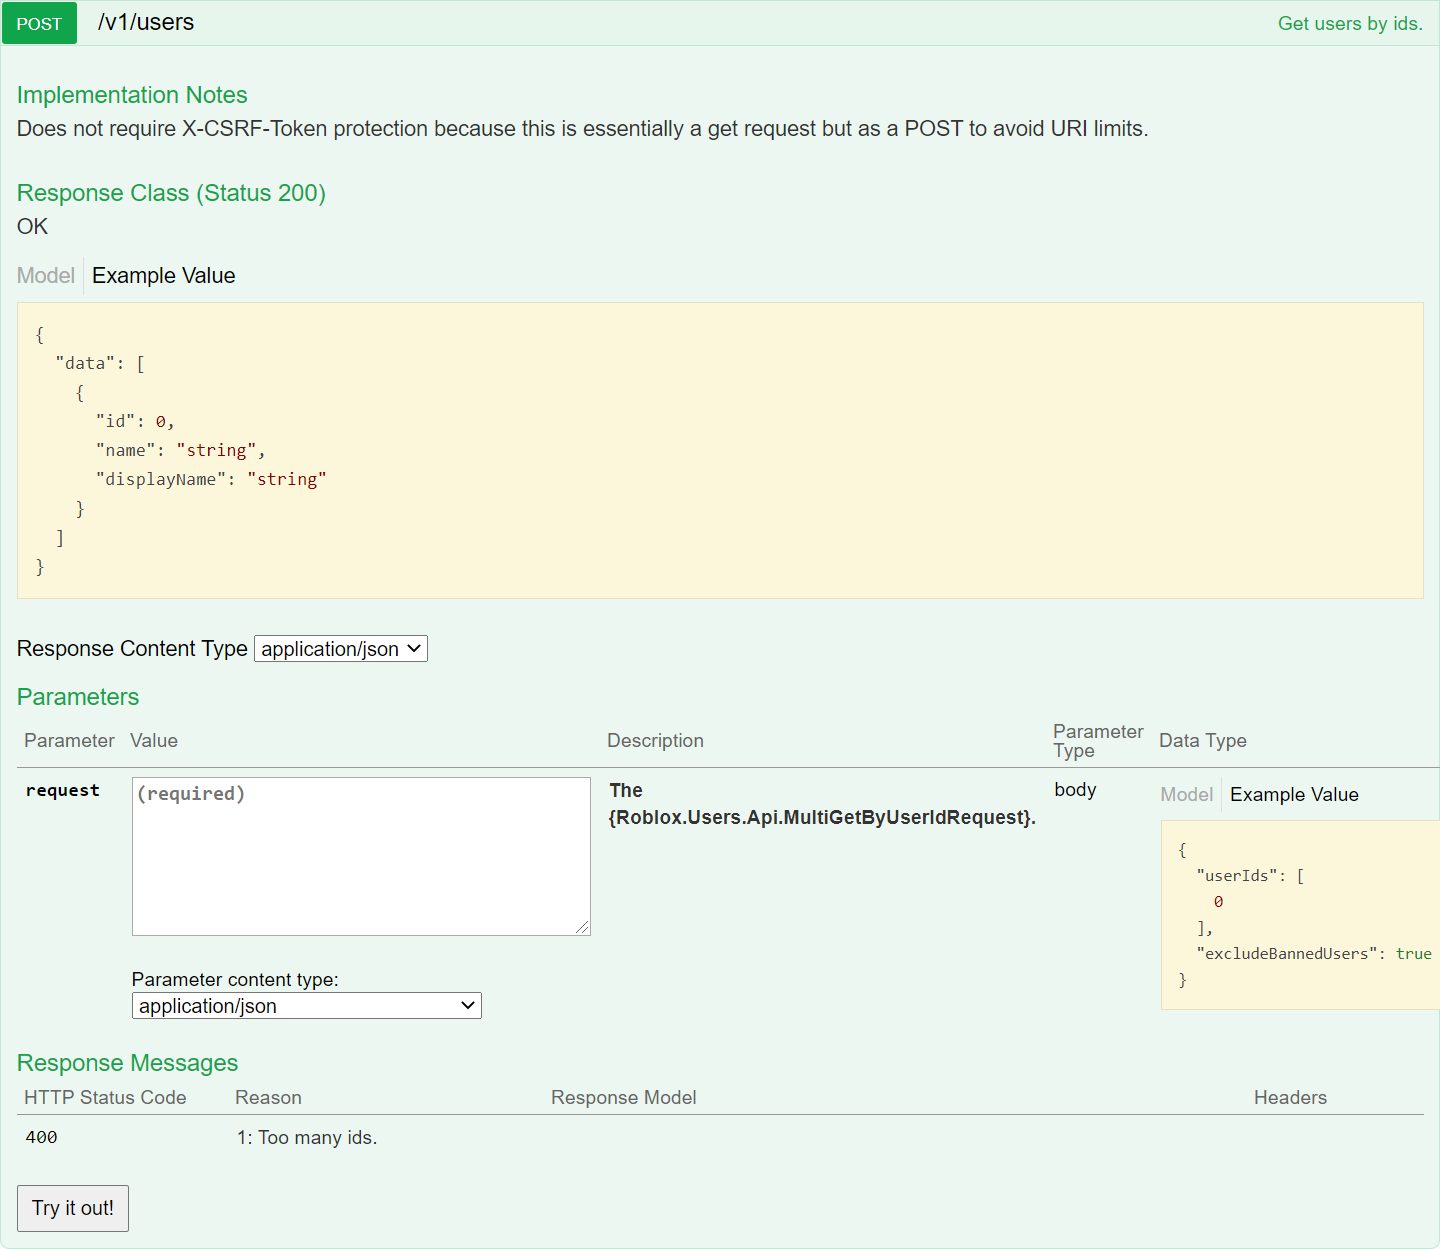 POST /v1/users Get users by ids.
Implementation Notes
Does not require X-CSRF-Token protection because this is essentially a get request but as a POST to avoid URI limits.
Response Class (Status 200)
OK
Model Example Value
{
  "data": [
    {
      "id": 0,
      "name": "string",
      "displayName": "string"
    }
  ]
}
Response Content Type application/json
Parameters
Parameter Value Description Parameter Type Data Type
request (required) The {Roblox.Users.Api.MultiGetByUserIdRequest}. body Model Example Value
{
  "userIds": [
    0
  ],
  "excludeBannedUsers": true
}
Parameter content type:
application/json
Response Messages
HTTP Status Code Reason Response Model Headers
400 1: Too many ids.
Try it out!